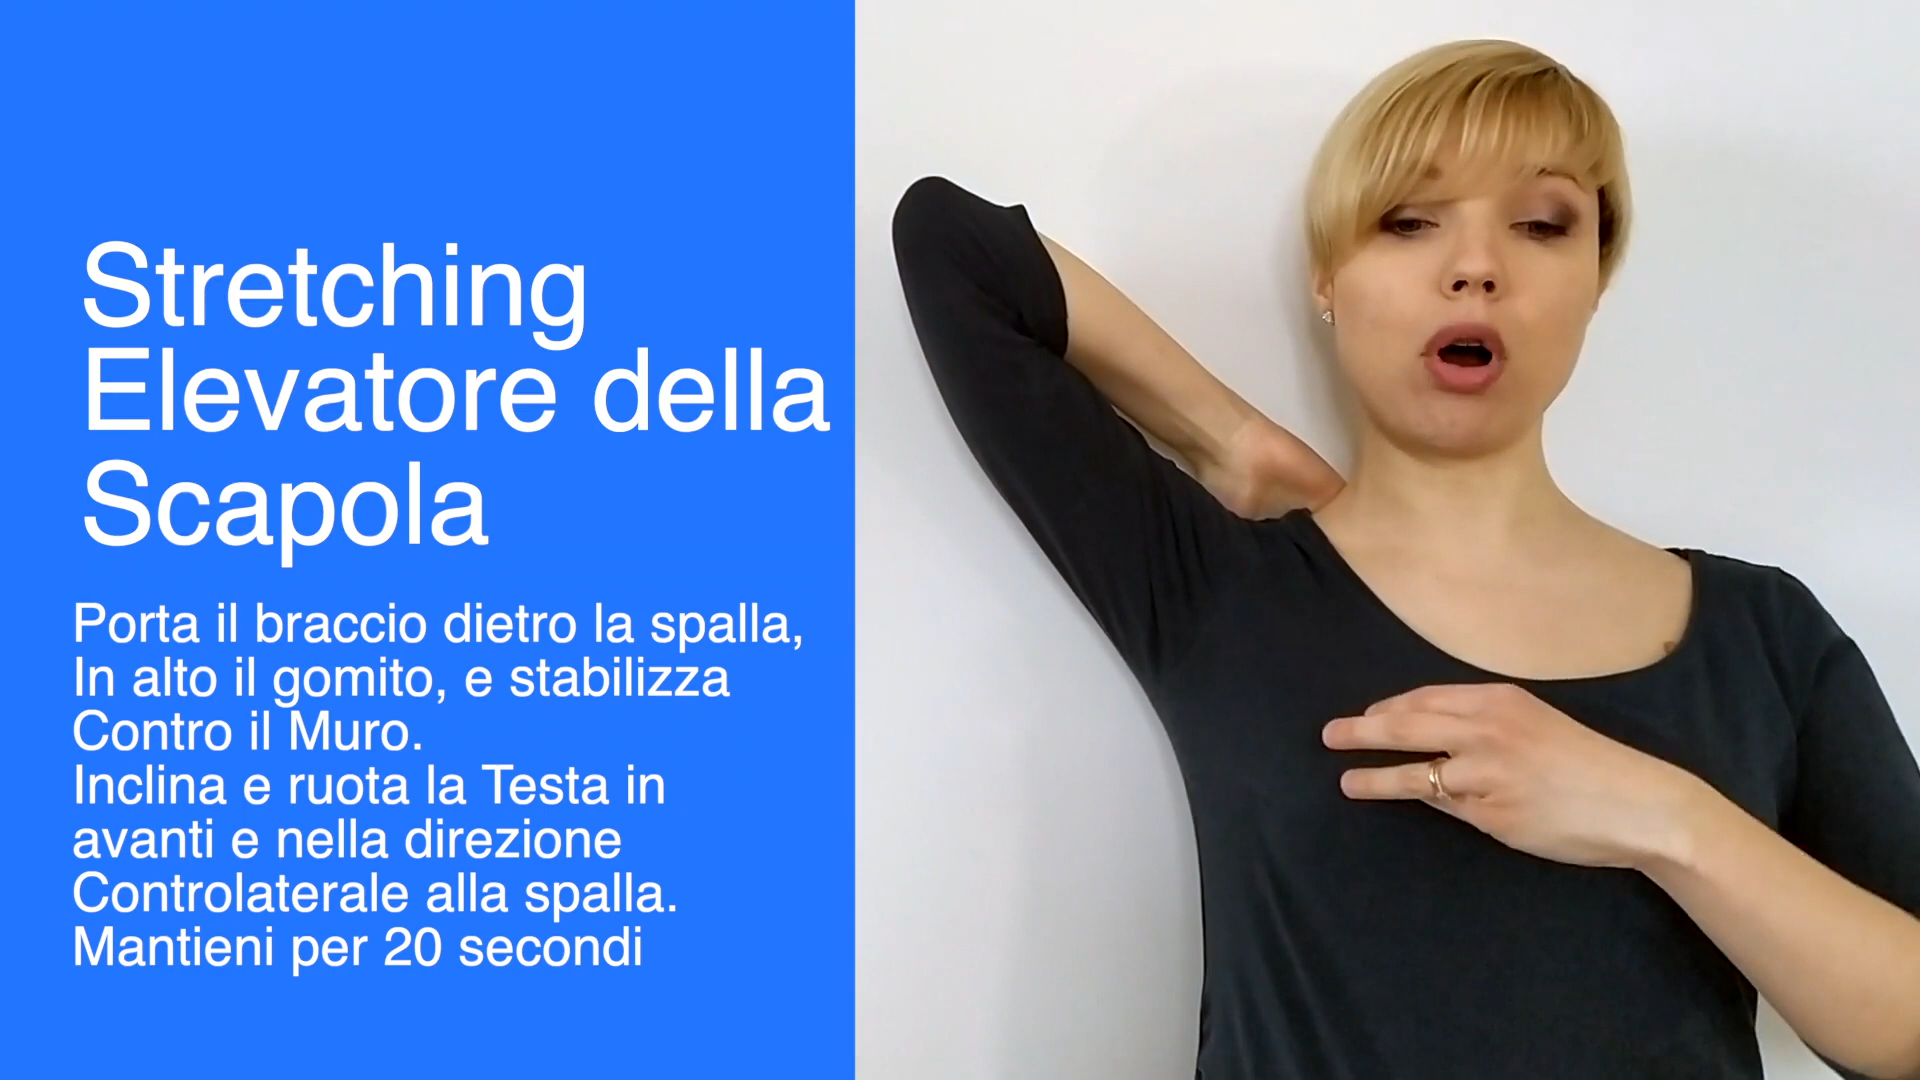 Stretching
Elevatore della
Scapola
Porta il braccio dietro la spalla,
In alto il gomito, e stabilizza
Contro il Muro.
Inclina e ruota la Testa in
avanti e nella direzione
Controlaterale alla spalla.
Mantieni per 20 secondi